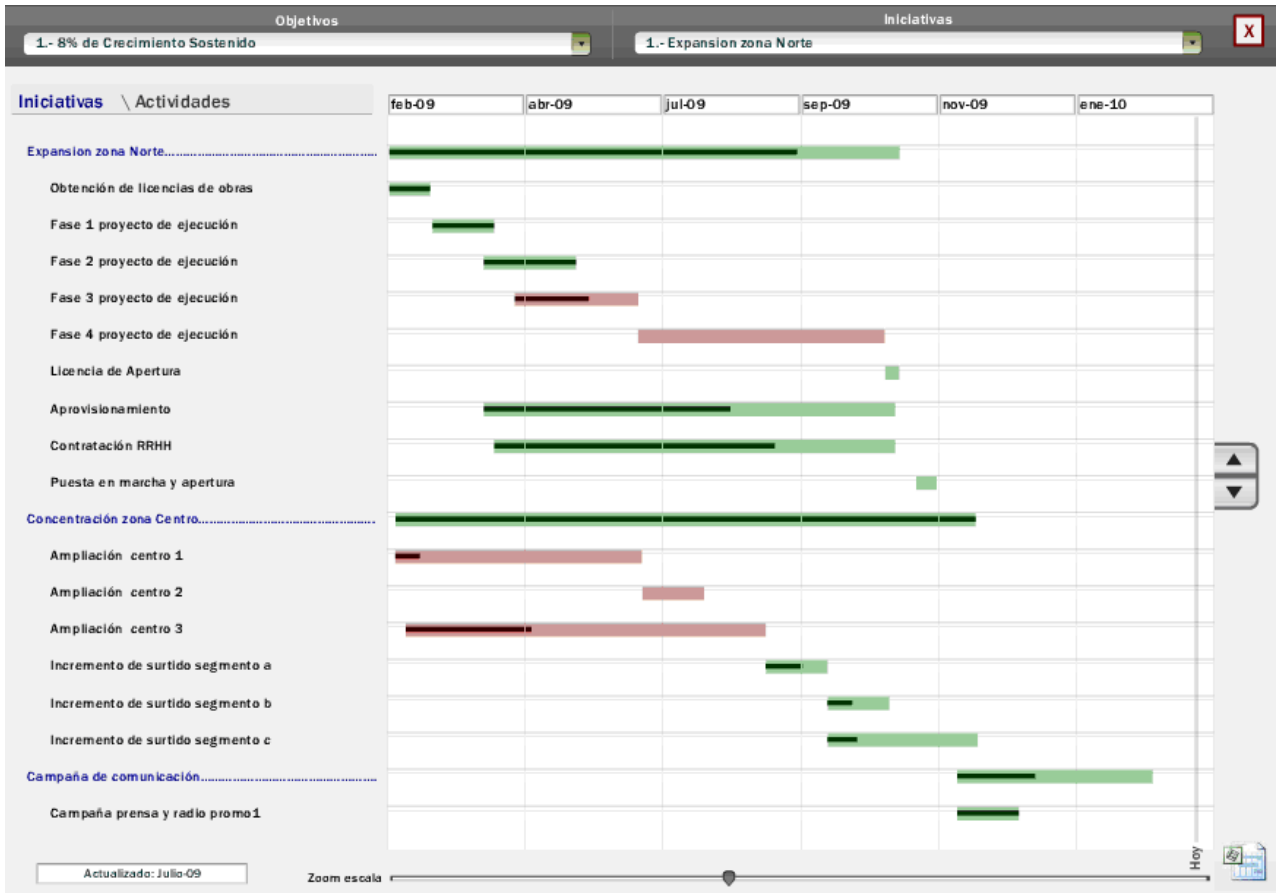 Objetivos
Iniciativas
1.- 8% de Crecimiento Sostenido
1.- Expansion zona Norte
X
Iniciativas \ Actividades
feb-09 abr-09 jul-09 sep-09 nov-09 ene-10
Expansion zona Norte
Obtención de licencias de obras
Fase 1 proyecto de ejecución
Fase 2 proyecto de ejecución
Fase 3 proyecto de ejecución
Fase 4 proyecto de ejecución
Licencia de Apertura
Aprovisionamiento
Contratación RRHH
Puesta en marcha y apertura
Concentración zona Centro
Ampliación centro 1
Ampliación centro 2
Ampliación centro 3
Incremento de surtido segmento a
Incremento de surtido segmento b
Incremento de surtido segmento c
Campaña de comunicación
Campaña prensa y radio promo1
Hoy
Actualizado: Julio-09
Zoom escala